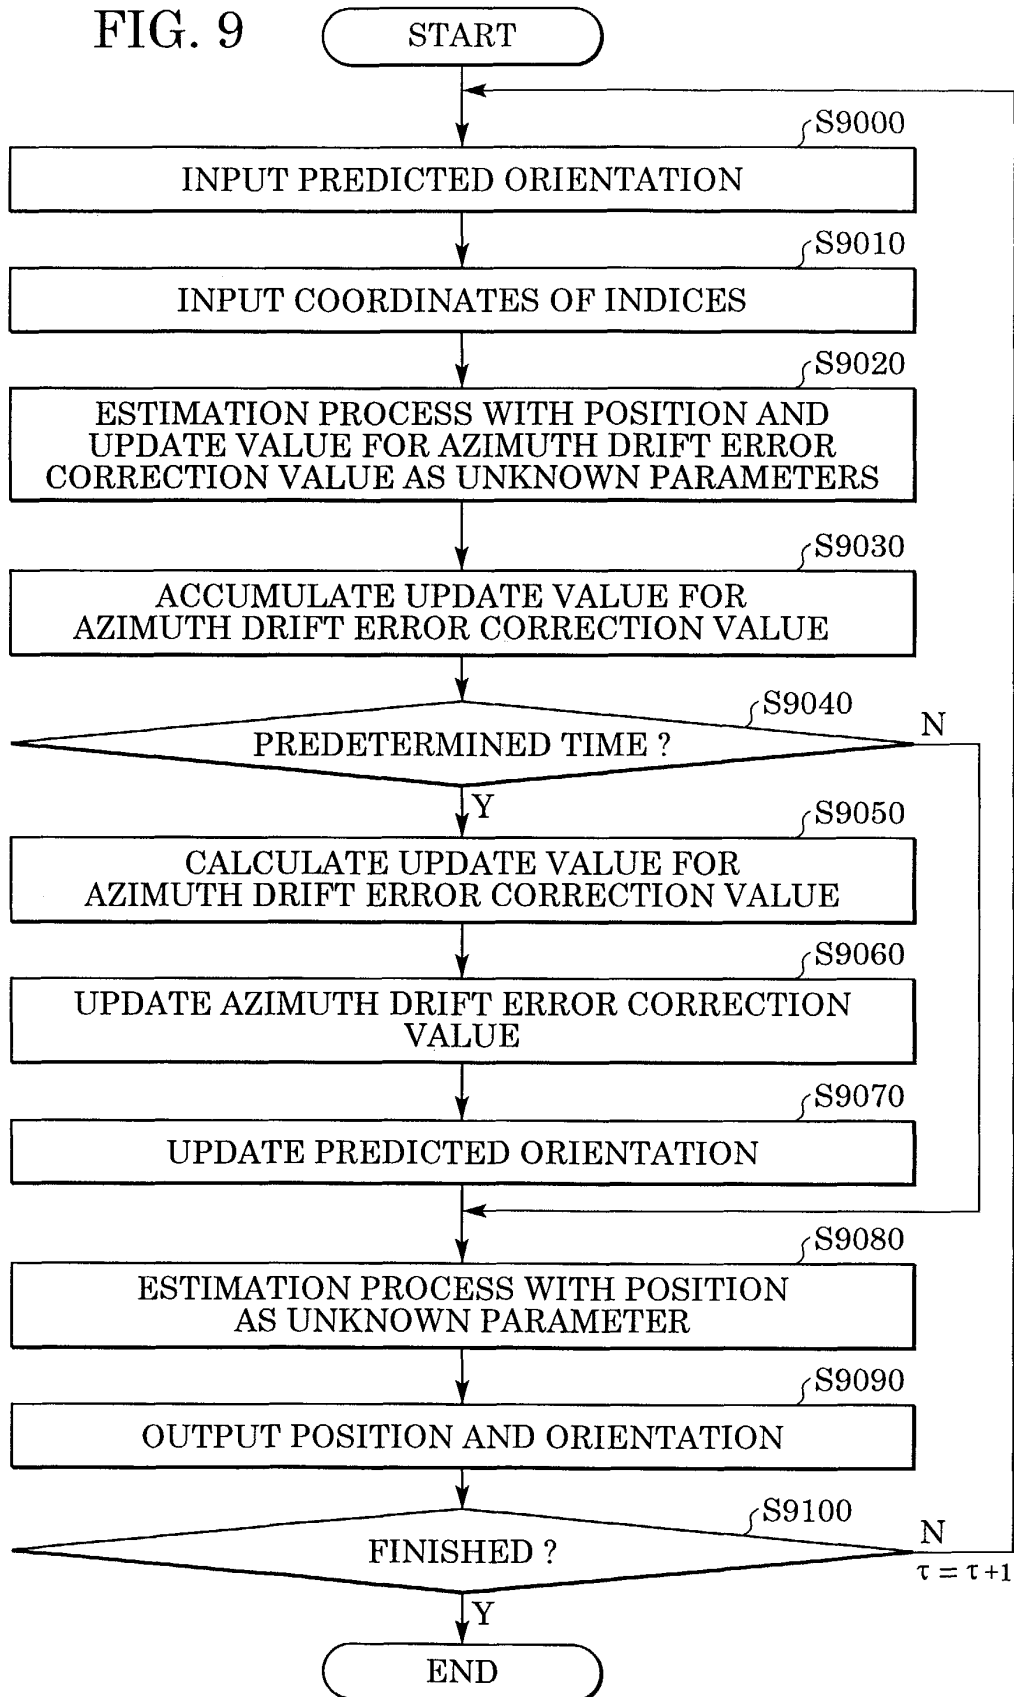 FIG. 9
START
S9000
INPUT PREDICTED ORIENTATION
S9010
INPUT COORDINATES OF INDICES
S9020
ESTIMATION PROCESS WITH POSITION AND
UPDATE VALUE FOR AZIMUTH DRIFT ERROR
CORRECTION VALUE AS UNKNOWN PARAMETERS
S9030
ACCUMULATE UPDATE VALUE FOR
AZIMUTH DRIFT ERROR CORRECTION VALUE
S9040
PREDETERMINED TIME ?
N
Y
S9050
CALCULATE UPDATE VALUE FOR
AZIMUTH DRIFT ERROR CORRECTION VALUE
S9060
UPDATE AZIMUTH DRIFT ERROR CORRECTION
VALUE
S9070
UPDATE PREDICTED ORIENTATION
S9080
ESTIMATION PROCESS WITH POSITION
AS UNKNOWN PARAMETER
S9090
OUTPUT POSITION AND ORIENTATION
S9100
FINISHED ?
N
τ = τ +1
Y
END